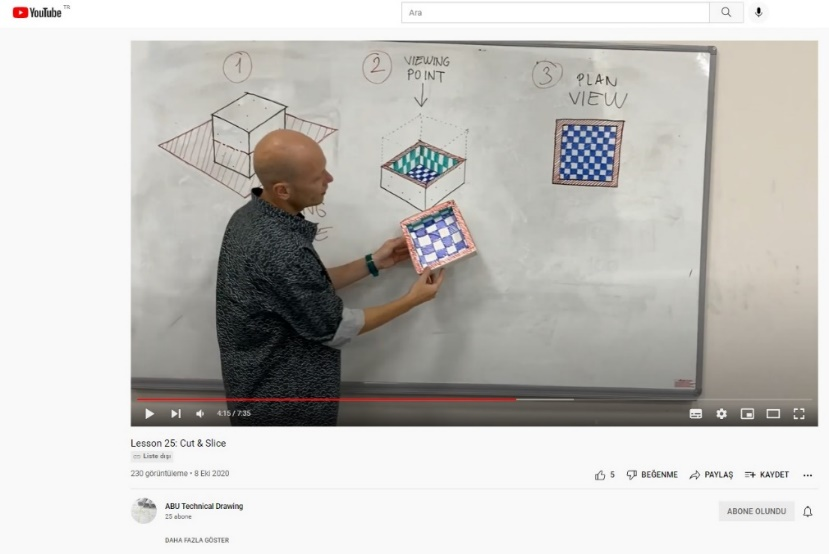 YouTube TR
Ara
1
2
VIEWING
POINT
3
PLAN
VIEW
4:15 / 7:35
Lesson 25: Cut & Slice
Liste dışı
230 görüntüleme • 8 Eki 2020
5
BEĞENME
PAYLAŞ
KAYDET
ABU Technical Drawing
25 abone
ABONE OLUNDU
DAHA FAZLA GÖSTER